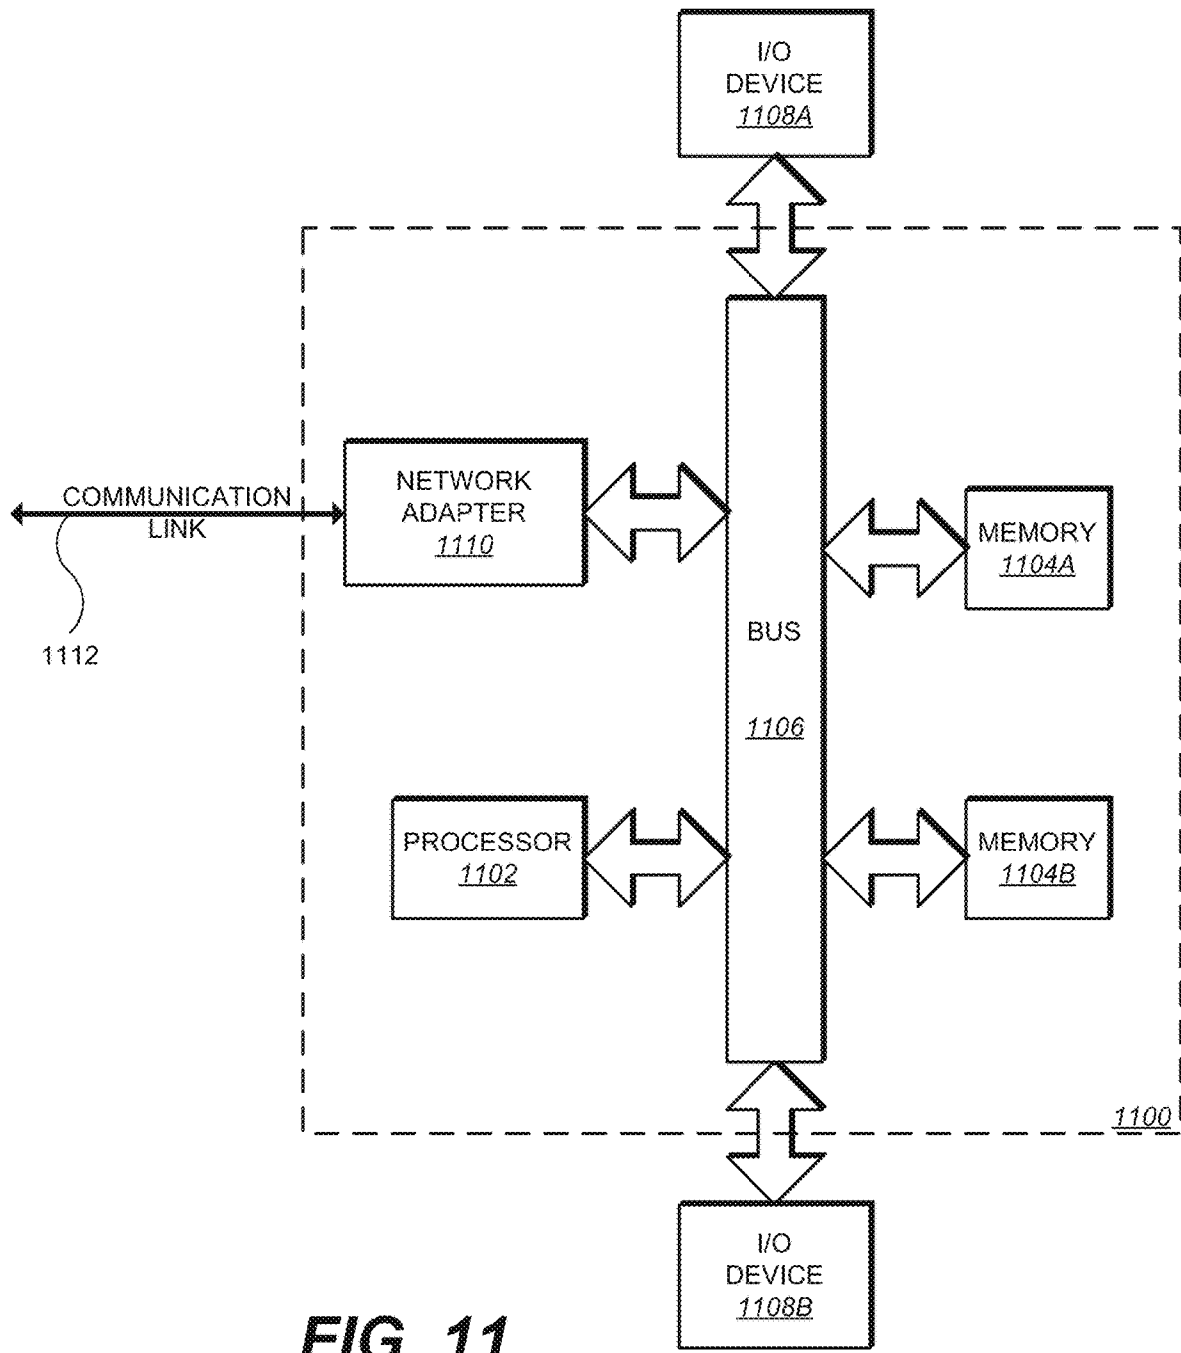 I/O
DEVICE
1108A
COMMUNICATION
LINK
1112
NETWORK
ADAPTER
1110
MEMORY
1104A
BUS
1106
PROCESSOR
1102
MEMORY
1104B
1100
I/O
DEVICE
1108B
FIG. 11